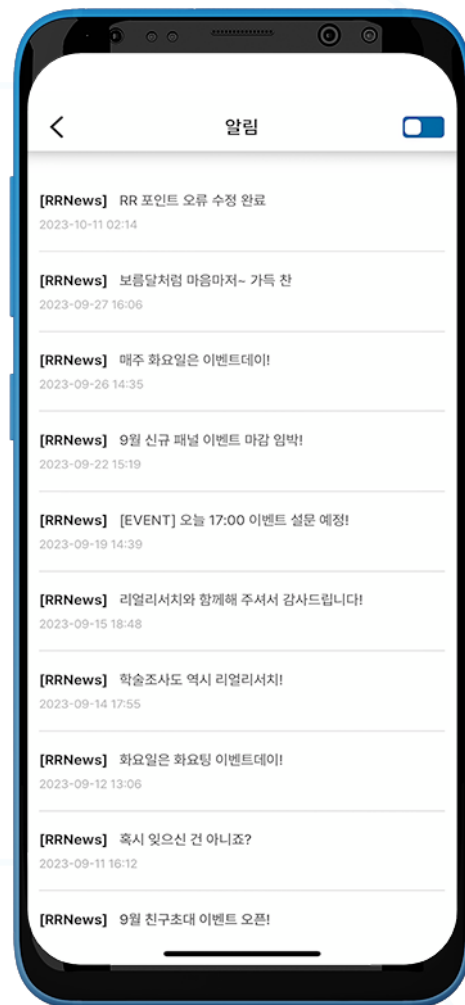 알림
[RRNews] RR 포인트 오류 수정 완료
2023-10-11 02:14
[RRNews] 보름달처럼 마음마저~ 가득 찬
2023-09-27 16:06
[RRNews] 매주 화요일은 이벤트데이!
2023-09-26 14:35
[RRNews] 9월 신규 패널 이벤트 마감 임박!
2023-09-22 15:19
[RRNews] [EVENT] 오늘 17:00 이벤트 설문 예정!
2023-09-19 14:39
[RRNews] 리얼리서치와 함께해 주셔서 감사드립니다!
2023-09-15 18:48
[RRNews] 학술조사도 역시 리얼리서치!
2023-09-14 17:55
[RRNews] 화요일은 화요팅 이벤트데이!
2023-09-12 13:06
[RRNews] 혹시 잊으신 건 아니죠?
2023-09-11 16:12
[RRNews] 9월 친구초대 이벤트 오픈!